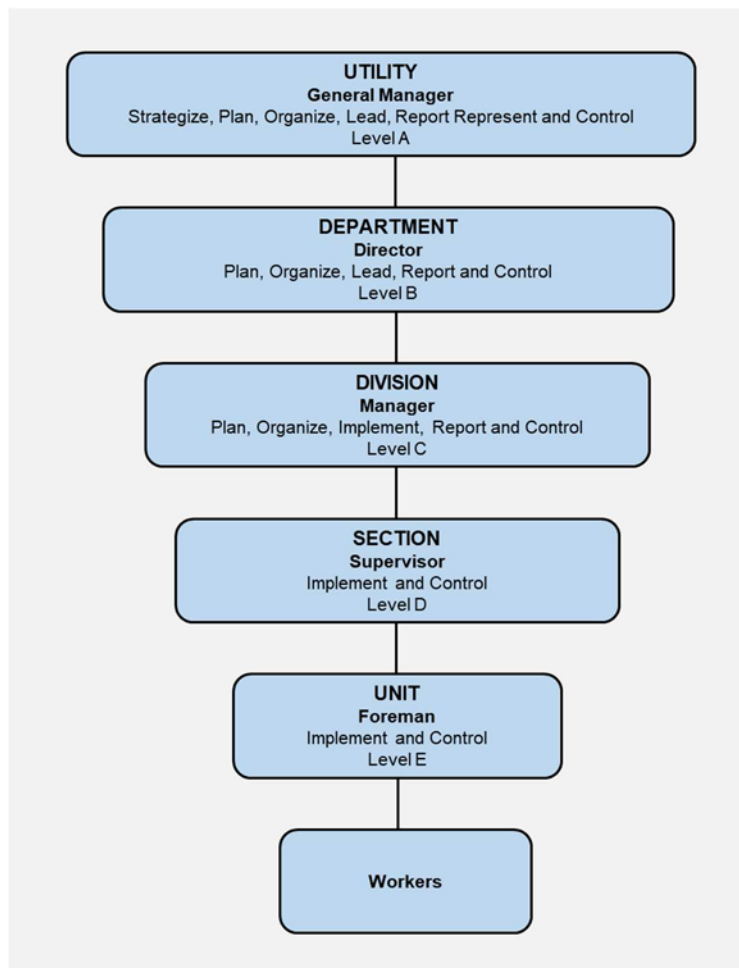 UTILITY
General Manager
Strategize, Plan, Organize, Lead, Report Represent and Control
Level A
DEPARTMENT
Director
Plan, Organize, Lead, Report and Control
Level B
DIVISION
Manager
Plan, Organize, Implement, Report and Control
Level C
SECTION
Supervisor
Implement and Control
Level D
UNIT
Foreman
Implement and Control
Level E
Workers